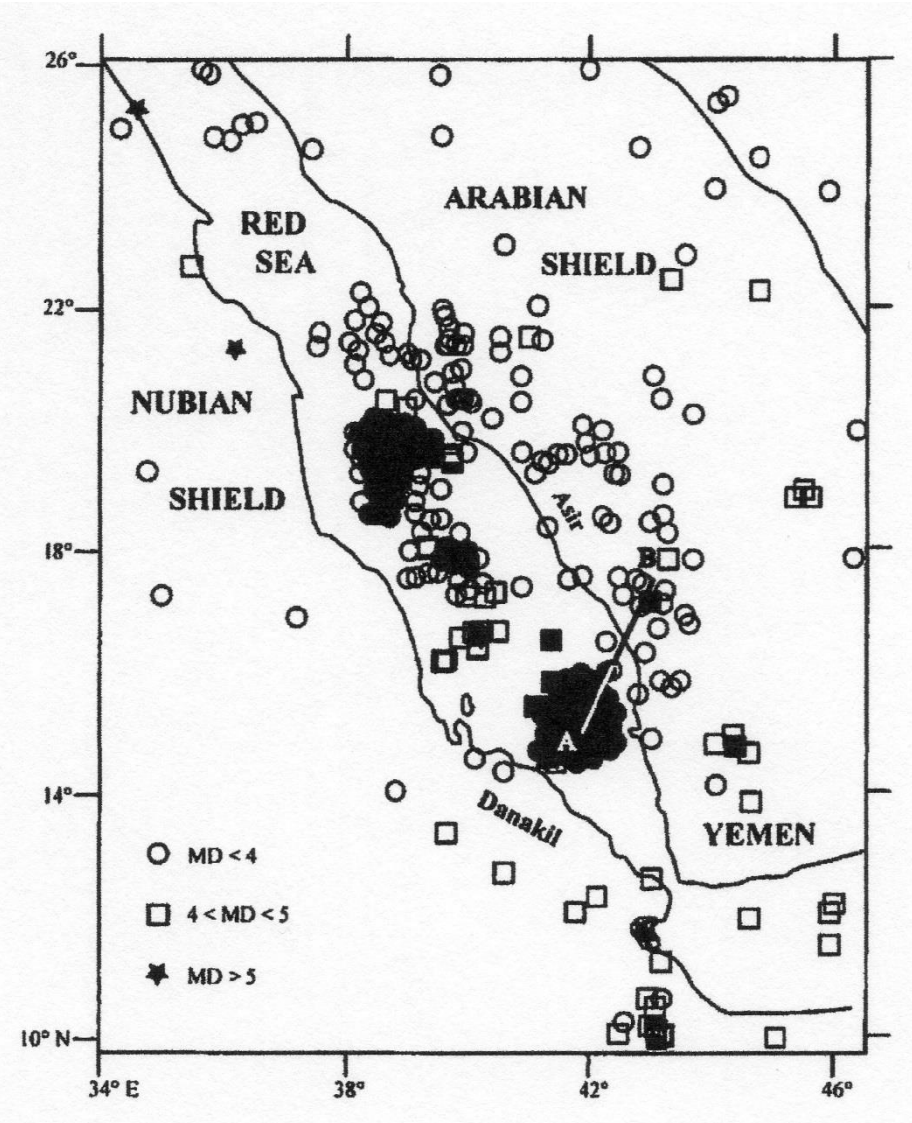 26°
ARABIAN
RED
SEA
SHIELD
22°
NUBIAN
SHIELD
Asir
18°
B
A
14°
Danakil
YEMEN
MD < 4
4 < MD < 5
MD > 5
10° N
34° E
38°
42°
46°